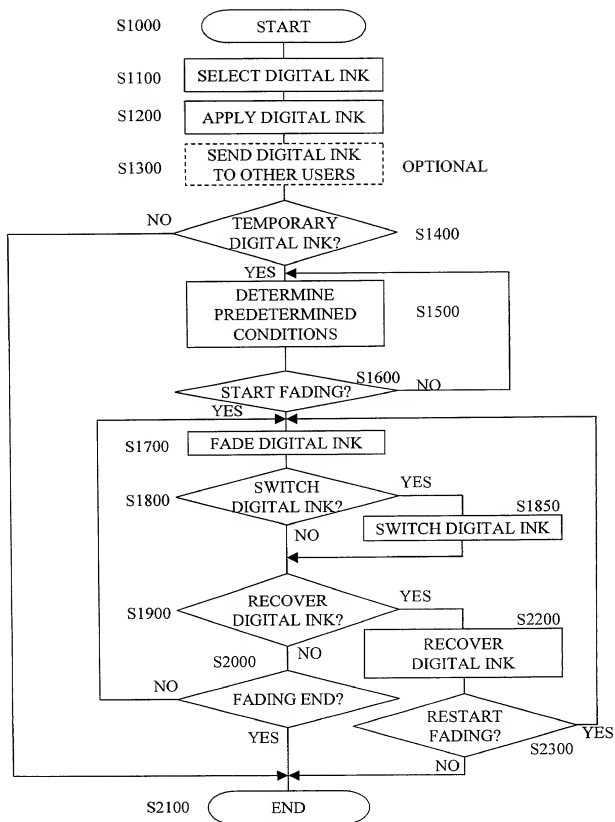 S1000
START
S1100
SELECT DIGITAL INK
S1200
APPLY DIGITAL INK
S1300
SEND DIGITAL INK
TO OTHER USERS
OPTIONAL
NO
TEMPORARY
DIGITAL INK?
S1400
YES
DETERMINE
PREDETERMINED
CONDITIONS
S1500
S1600
START FADING?
NO
YES
S1700
FADE DIGITAL INK
S1800
SWITCH
DIGITAL INK?
YES
S1850
SWITCH DIGITAL INK
NO
S1900
RECOVER
DIGITAL INK?
YES
S2200
RECOVER
DIGITAL INK
NO
S2000
NO
FADING END?
YES
RESTART
FADING?
YES
S2300
NO
S2100
END